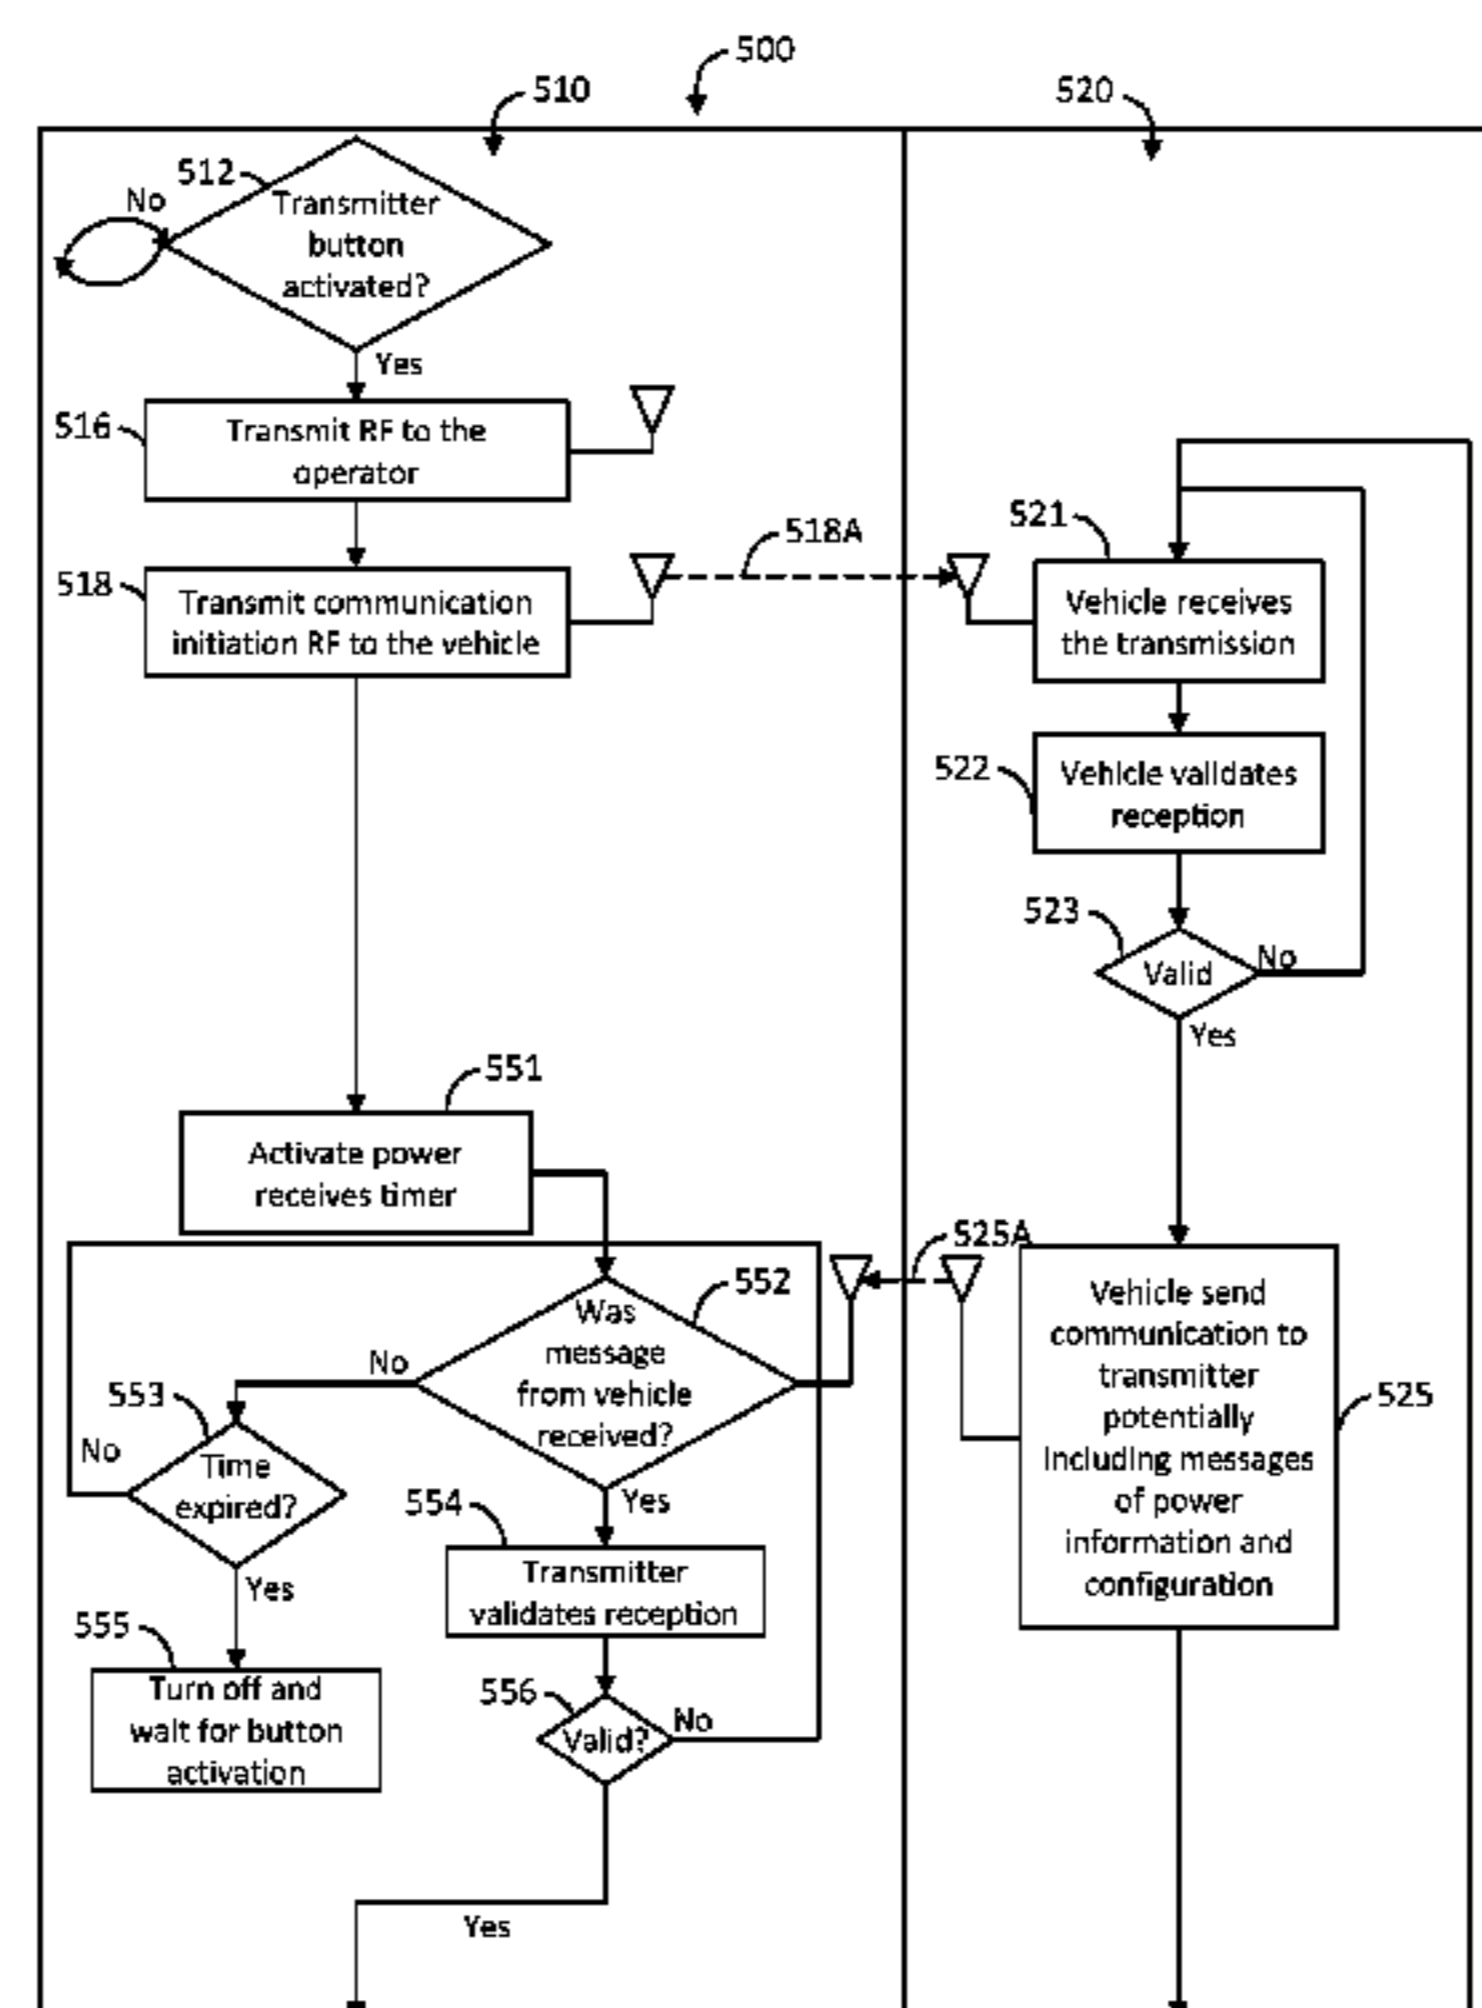 500
510
520
512
No
Transmitter
button
activated?
Yes
516
Transmit RF to the
operator
518
Transmit communication
initiation RF to the vehicle
518A
521
Vehicle receives
the transmission
522
Vehicle validates
reception
523
Valid
No
Yes
551
Activate power
receives timer
525A
552
Was
message
from vehicle
received?
No
Yes
553
No
Time
expired?
Yes
554
Transmitter
validates reception
555
Turn off and
wait for button
activation
556
Valid?
No
Yes
525
Vehicle send
communication to
transmitter
potentially
including messages
of power
information and
configuration